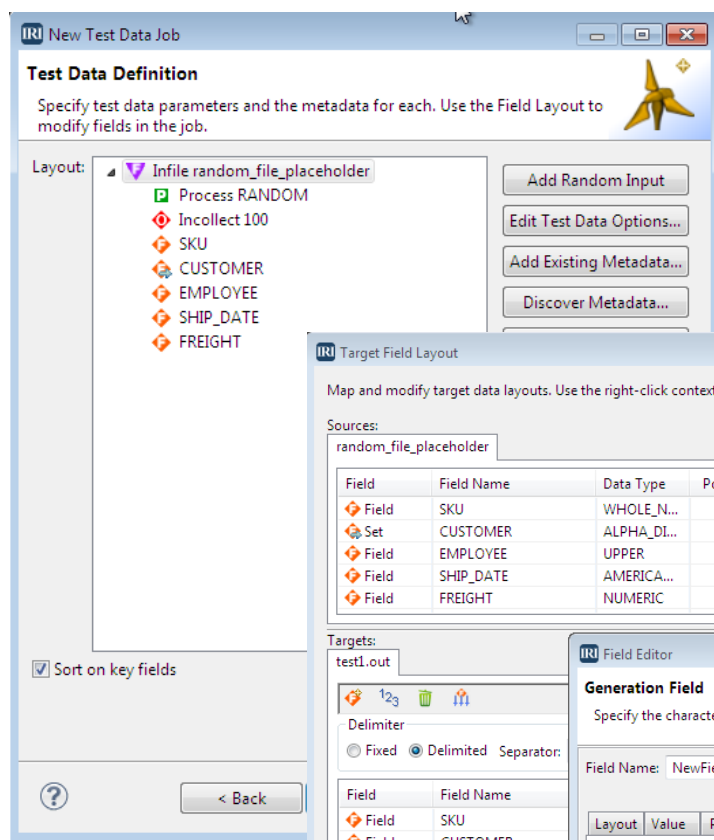 IRI New Test Data Job
Test Data Definition
Specify test data parameters and the metadata for each. Use the Field Layout to
modify fields in the job.
Layout:
Infile random_file_placeholder
P Process RANDOM
Incollect 100
SKU
CUSTOMER
EMPLOYEE
SHIP_DATE
FREIGHT
Add Random Input
Edit Test Data Options...
Add Existing Metadata...
Discover Metadata...
Sort on key fields
?
< Back
IRI Target Field Layout
Map and modify target data layouts. Use the right-click context
Sources:
random_file_placeholder
Field Field Name Data Type Po
Field SKU WHOLE_N...
Set CUSTOMER ALPHA_DI...
Field EMPLOYEE UPPER
Field SHIP_DATE AMERICA...
Field FREIGHT NUMERIC
Targets:
test1.out
123
Delimiter
Fixed Delimited Separator:
Field Field Name
Field SKU
IRI Field Editor
Generation Field
Specify the characte
Field Name: NewFie
Layout Value